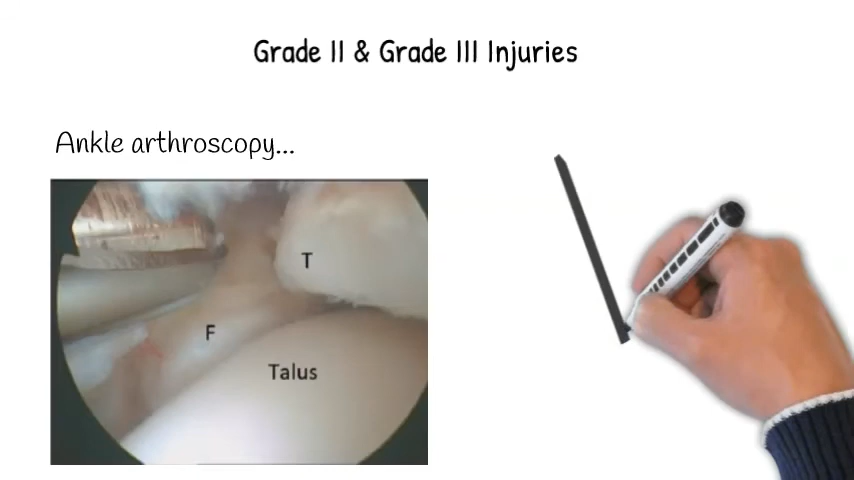 Grade II & Grade III Injuries
Ankle arthroscopy...
T
F
Talus